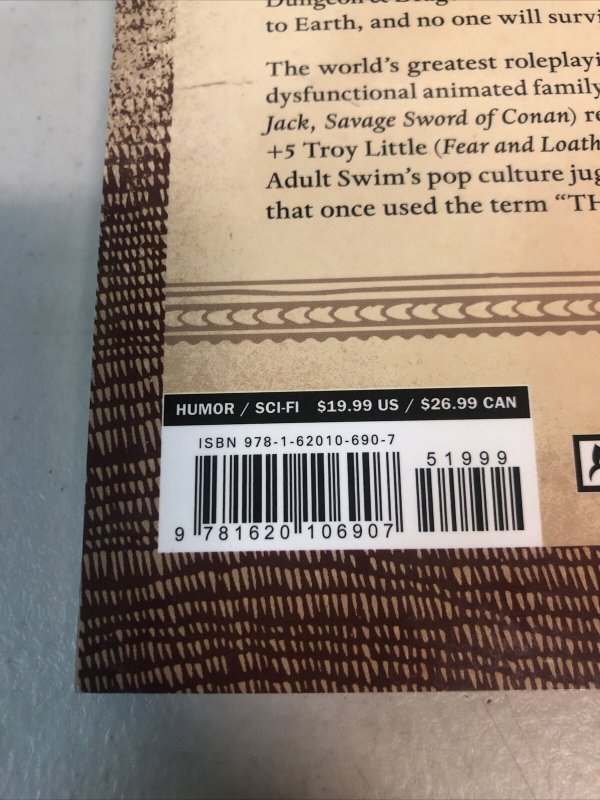 to Earth, and no one will survi
The world's greatest roleplayi
dysfunctional animated family
Jack, Savage Sword of Conan) re
+5 Troy Little (Fear and Loath
Adult Swim's pop culture jug
that once used the term "TH
HUMOR / SCI-FI $19.99 US / $26.99 CAN
ISBN 978-1-62010-690-7
51999
9 781620 106907